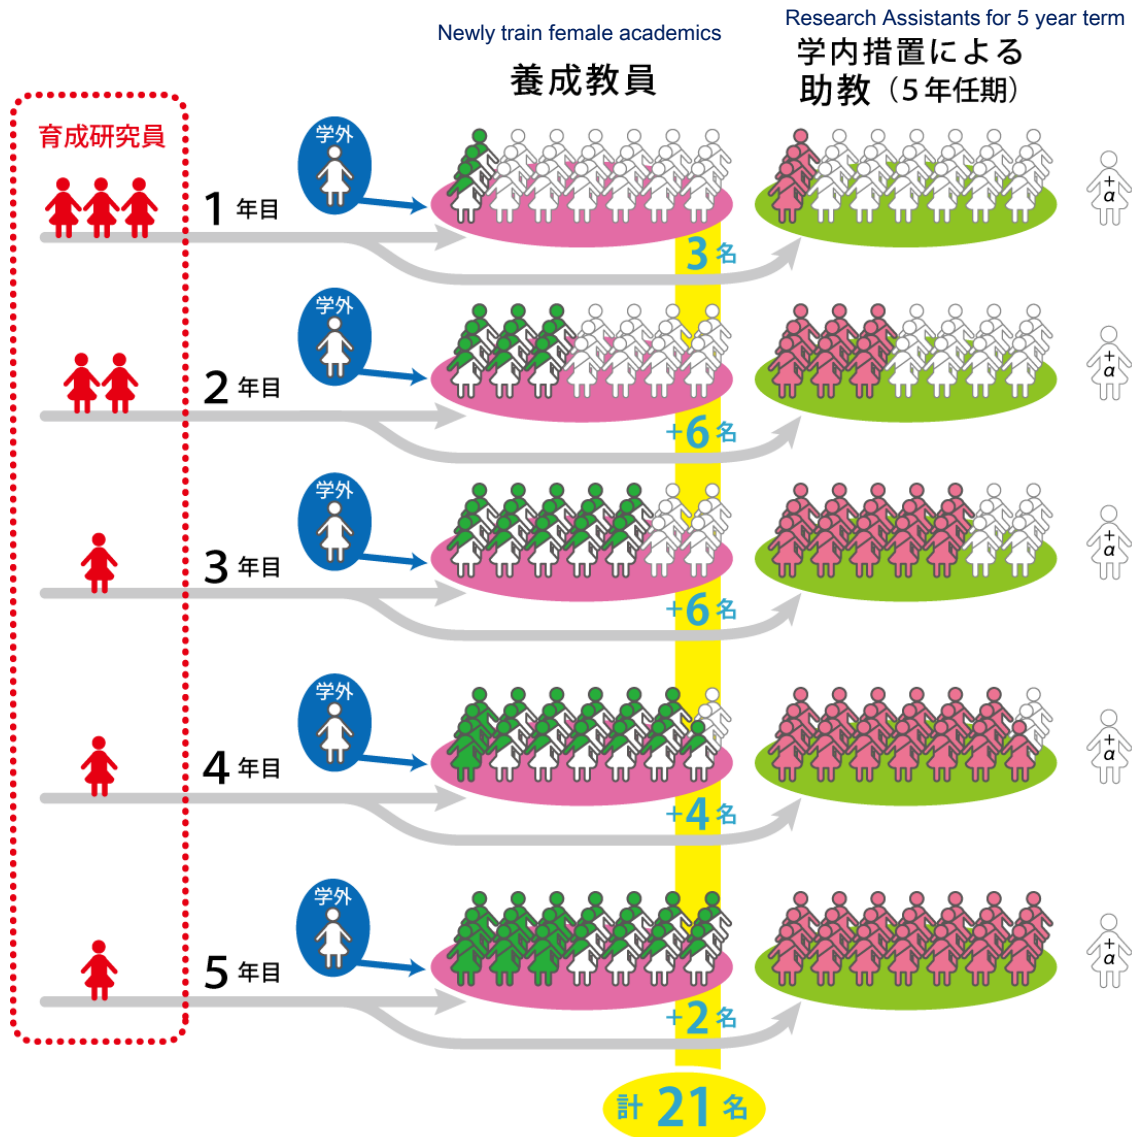 Newly train female academics
養成教員
Research Assistants for 5 year term
学内措置による
助教（5年任期）
育成研究員
1年目
学外
3名
+
α
2年目
学外
+6名
+
α
3年目
学外
+6名
+
α
4年目
学外
+4名
+
α
5年目
学外
+2名
+
α
計 21名